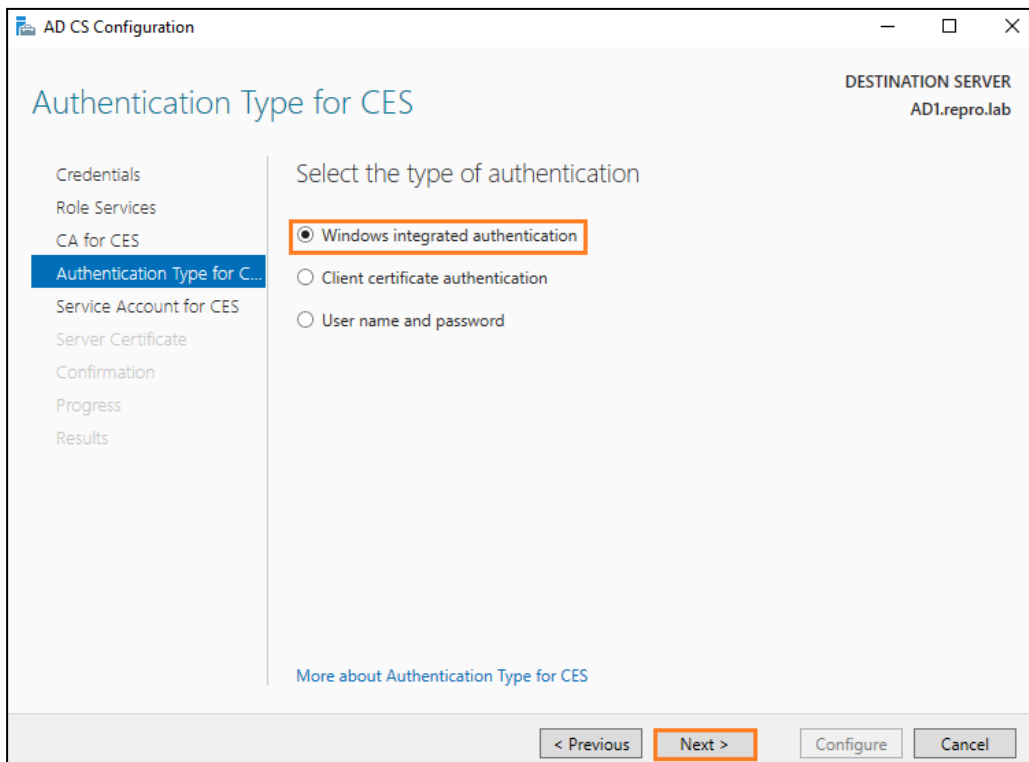 AD CS Configuration
Authentication Type for CES
DESTINATION SERVER
AD1.repro.lab
Credentials
Role Services
CA for CES
Authentication Type for C...
Service Account for CES
Server Certificate
Confirmation
Progress
Results
Select the type of authentication
Windows integrated authentication
Client certificate authentication
User name and password
More about Authentication Type for CES
< Previous
Next >
Configure
Cancel